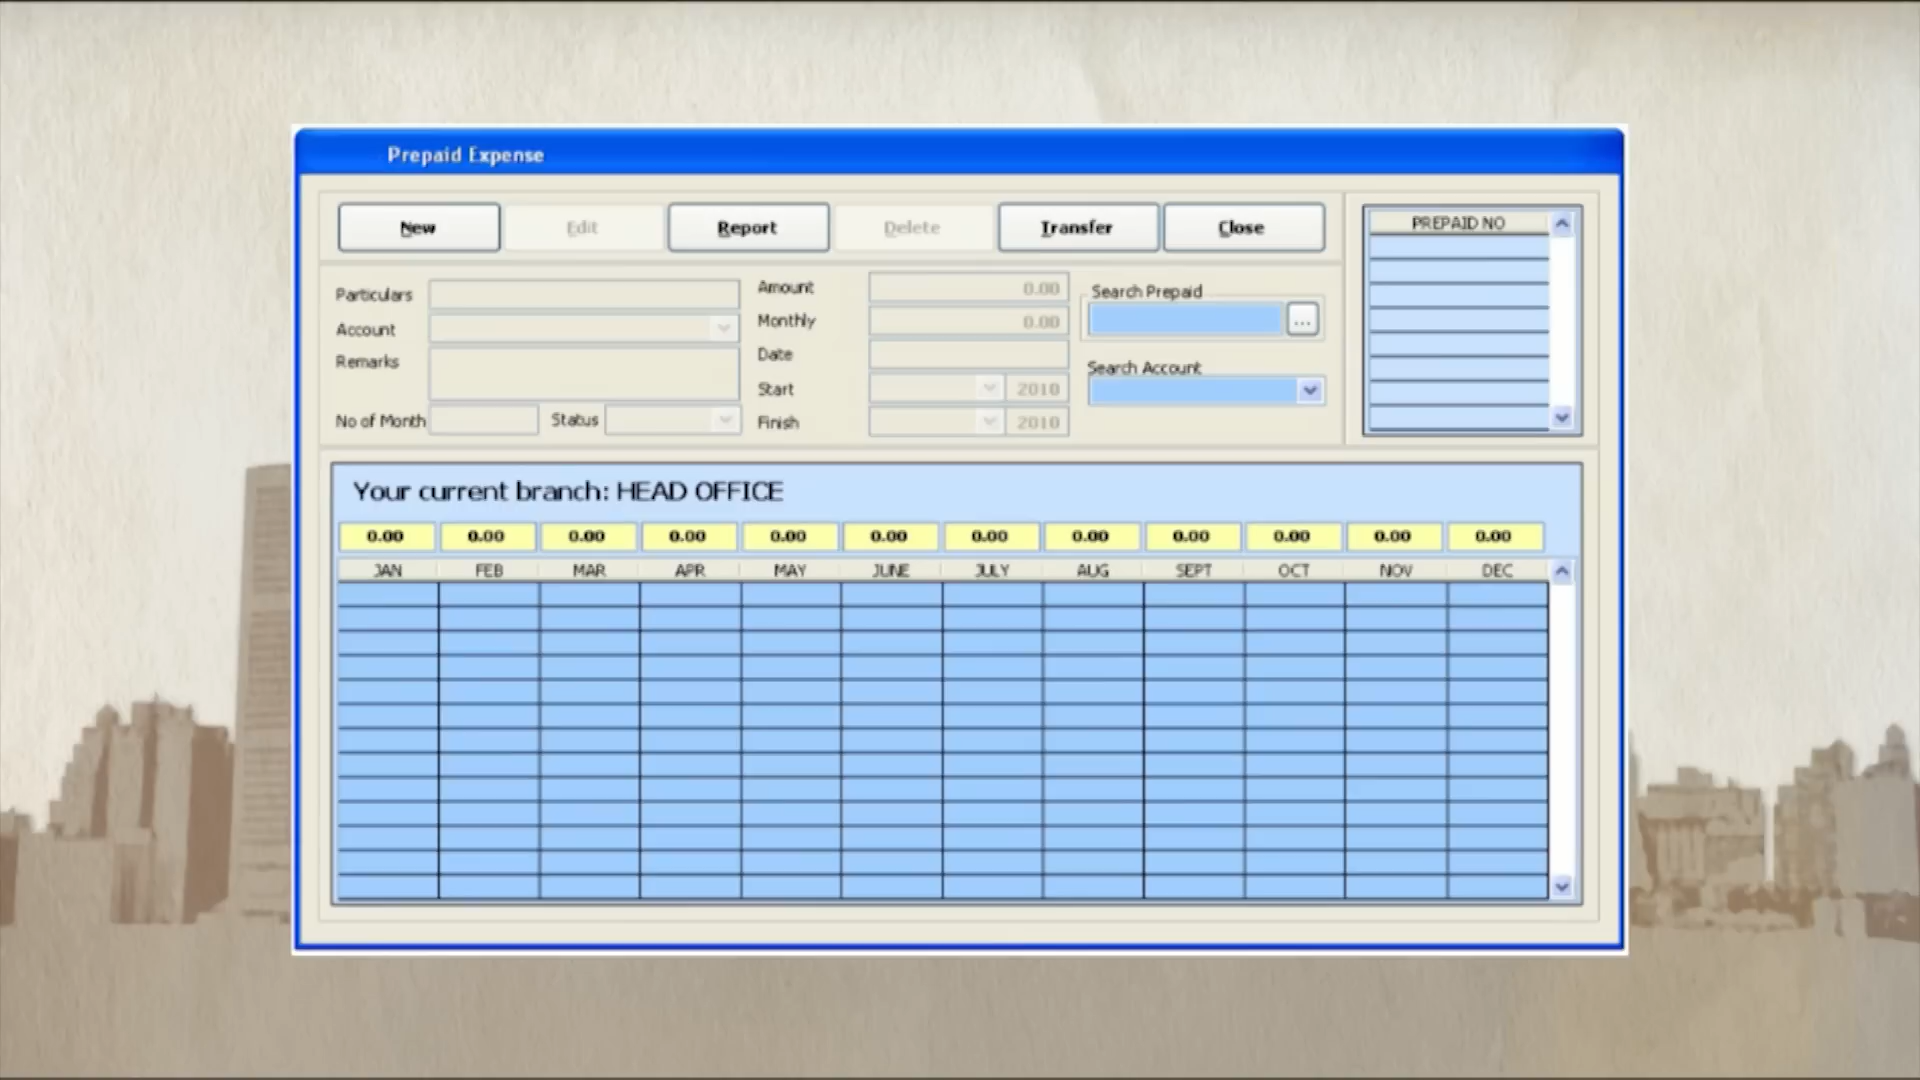 Prepaid Expense
New Edit Report Delete Transfer Close
PREPAID NO
Particulars
Account
Remarks
No of Month Status
Amount 0.00
Monthly 0.00
Date
Start 2010
Finish 2010
Search Prepaid
...
Search Account
Your current branch: HEAD OFFICE
0.00 0.00 0.00 0.00 0.00 0.00 0.00 0.00 0.00 0.00 0.00 0.00
JAN FEB MAR APR MAY JUNE JULY AUG SEPT OCT NOV DEC